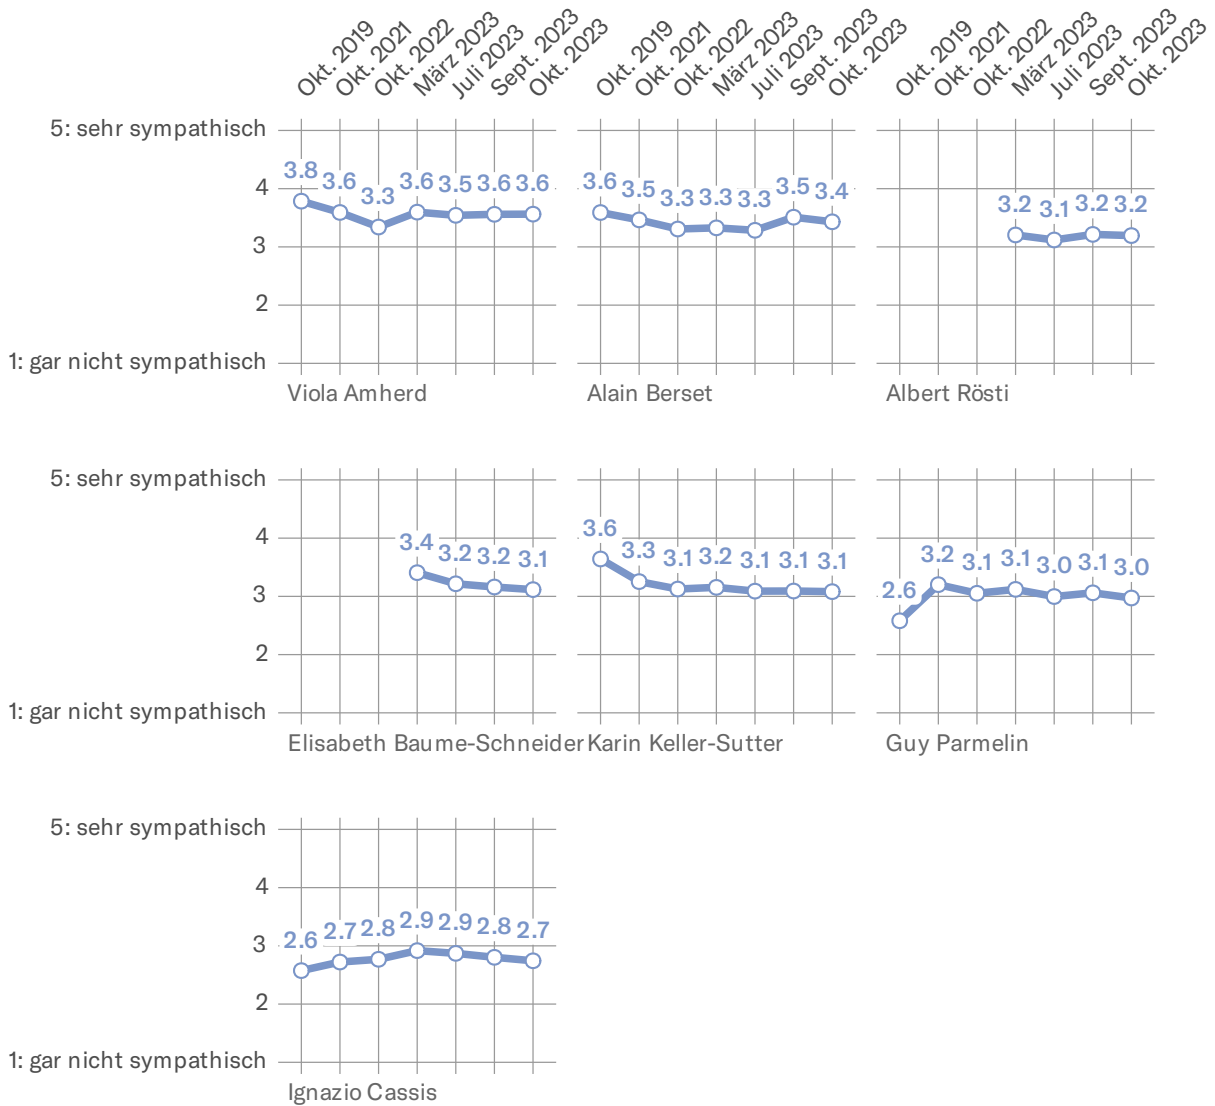 Okt. 2019 Okt. 2021 Okt. 2022 März 2023 Juli 2023 Sept. 2023 Okt. 2023 Okt. 2019 Okt. 2021 Okt. 2022 März 2023 Juli 2023 Sept. 2023 Okt. 2023 Okt. 2019 Okt. 2021 Okt. 2022 März 2023 Juli 2023 Sept. 2023 Okt. 2023
5: sehr sympathisch
3.8 3.6 3.3 3.6 3.5 3.6 3.6 3.6 3.5 3.3 3.3 3.3 3.5 3.4 3.2 3.1 3.2 3.2
4
3
2
1: gar nicht sympathisch
Viola Amherd Alain Berset Albert Rösti
5: sehr sympathisch
4
3.4 3.2 3.2 3.1 3.6 3.3 3.1 3.2 3.1 3.1 3.1 2.6 3.2 3.1 3.1 3.0 3.1 3.0
3
2
1: gar nicht sympathisch
Elisabeth Baume-Schneider Karin Keller-Sutter Guy Parmelin
5: sehr sympathisch
4
2.6 2.7 2.8 2.9 2.9 2.8 2.7
3
2
1: gar nicht sympathisch
Ignazio Cassis